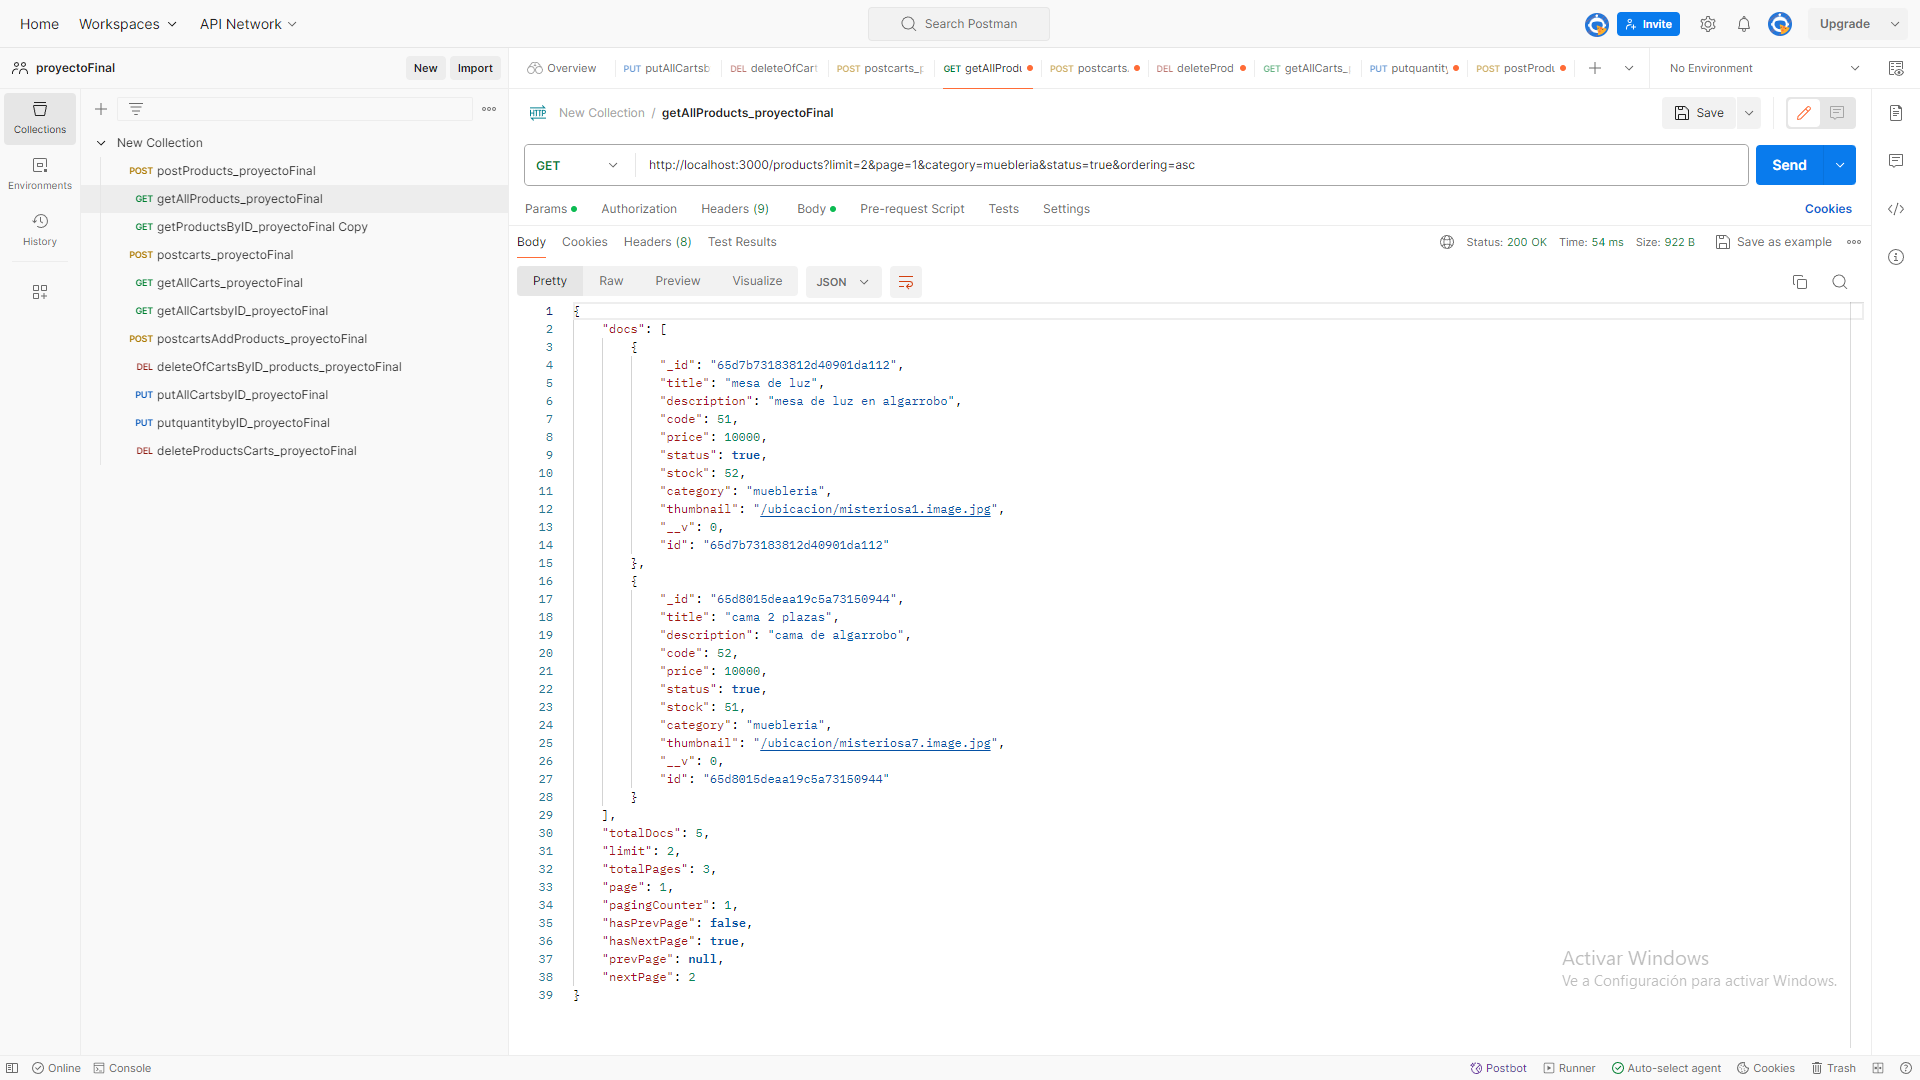 Home Workspaces API Network Search Postman Invite Upgrade
proyectoFinal New Import Overview PUT putAllCartsb DEL deleteOfCart POST postcarts_p GET getAllProdu POST postcarts. DEL deleteProd GET getAllCarts_p PUT putquantity POST postProdu No Environment
Collections
Environments
History
New Collection
POST postProducts_proyectoFinal
GET getAllProducts_proyectoFinal
GET getProductsByID_proyectoFinal Copy
POST postcarts_proyectoFinal
GET getAllCarts_proyectoFinal
GET getAllCartsbyID_proyectoFinal
POST postcartsAddProducts_proyectoFinal
DEL deleteOfCartsByID_products_proyectoFinal
PUT putAllCartsbyID_proyectoFinal
PUT putquantitybyID_proyectoFinal
DEL deleteProductsCarts_proyectoFinal
HTTP New Collection / getAllProducts_proyectoFinal Save
GET http://localhost:3000/products?limit=2&page=1&category=muebleria&status=true&ordering=asc Send
Params Authorization Headers (9) Body Pre-request Script Tests Settings Cookies
Body Cookies Headers (8) Test Results Status: 200 OK Time: 54 ms Size: 922 B Save as example
Pretty Raw Preview Visualize JSON
1 {
2 "docs": [
3 {
4 "_id": "65d7b73183812d40901da112",
5 "title": "mesa de luz",
6 "description": "mesa de luz en algarrobo",
7 "code": 51,
8 "price": 10000,
9 "status": true,
10 "stock": 52,
11 "category": "muebleria",
12 "thumbnail": "/ubicacion/misteriosa1.image.jpg",
13 "__v": 0,
14 "id": "65d7b73183812d40901da112"
15 },
16 {
17 "_id": "65d8015deaa19c5a73150944",
18 "title": "cama 2 plazas",
19 "description": "cama de algarrobo",
20 "code": 52,
21 "price": 10000,
22 "status": true,
23 "stock": 51,
24 "category": "muebleria",
25 "thumbnail": "/ubicacion/misteriosa7.image.jpg",
26 "__v": 0,
27 "id": "65d8015deaa19c5a73150944"
28 }
29 ],
30 "totalDocs": 5,
31 "limit": 2,
32 "totalPages": 3,
33 "page": 1,
34 "pagingCounter": 1,
35 "hasPrevPage": false,
36 "hasNextPage": true,
37 "prevPage": null,
38 "nextPage": 2
39 }
Activar Windows
Ve a Configuración para activar Windows.
Online Console Postbot Runner Auto-select agent Cookies Trash